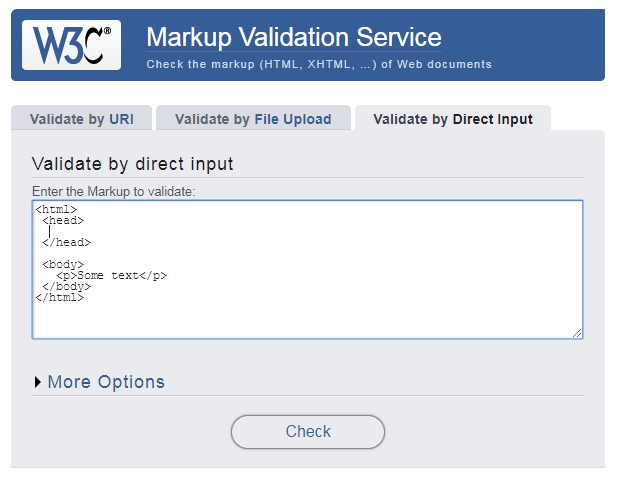 W3C® Markup Validation Service
Check the markup (HTML, XHTML, …) of Web documents
Validate by URI Validate by File Upload Validate by Direct Input
Validate by direct input
Enter the Markup to validate:
<html>
<head>
</head>
<body>
<p>Some text</p>
</body>
</html>
More Options
Check